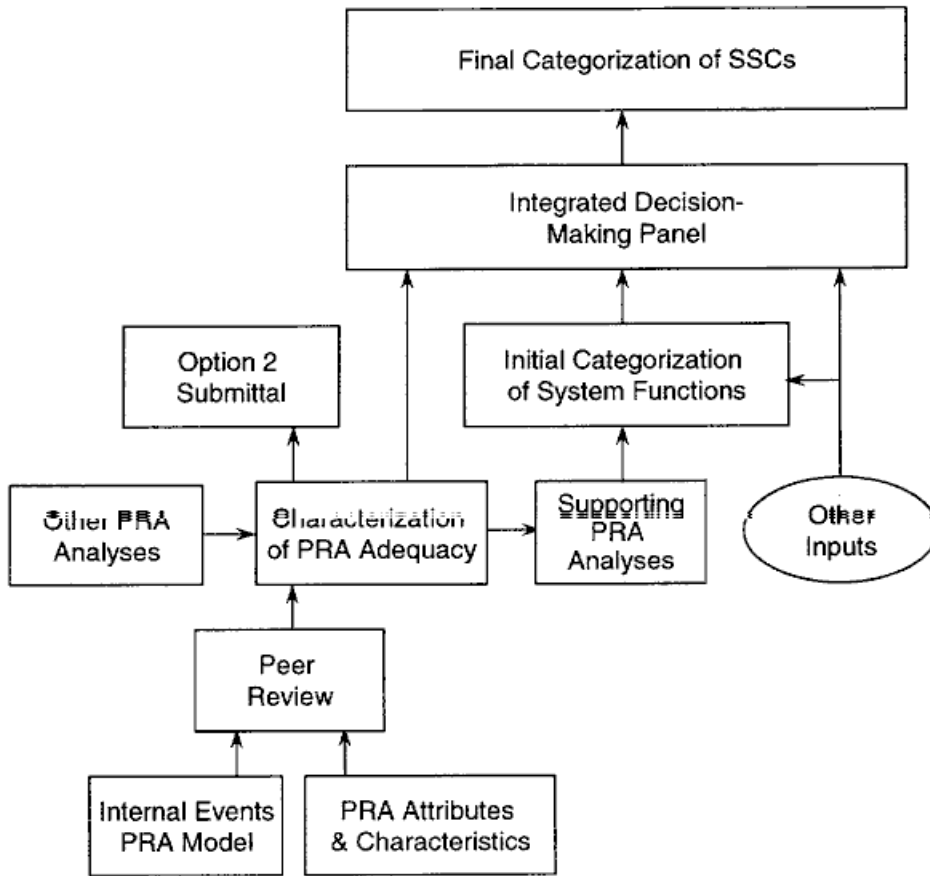 Final Categorization of SSCs
Integrated Decision-
Making Panel
Option 2
Submittal
Initial Categorization
of System Functions
Other PRA
Analyses
Characterization
of PRA Adequacy
Supporting
PRA
Analyses
Other
Inputs
Peer
Review
Internal Events
PRA Model
PRA Attributes
& Characteristics